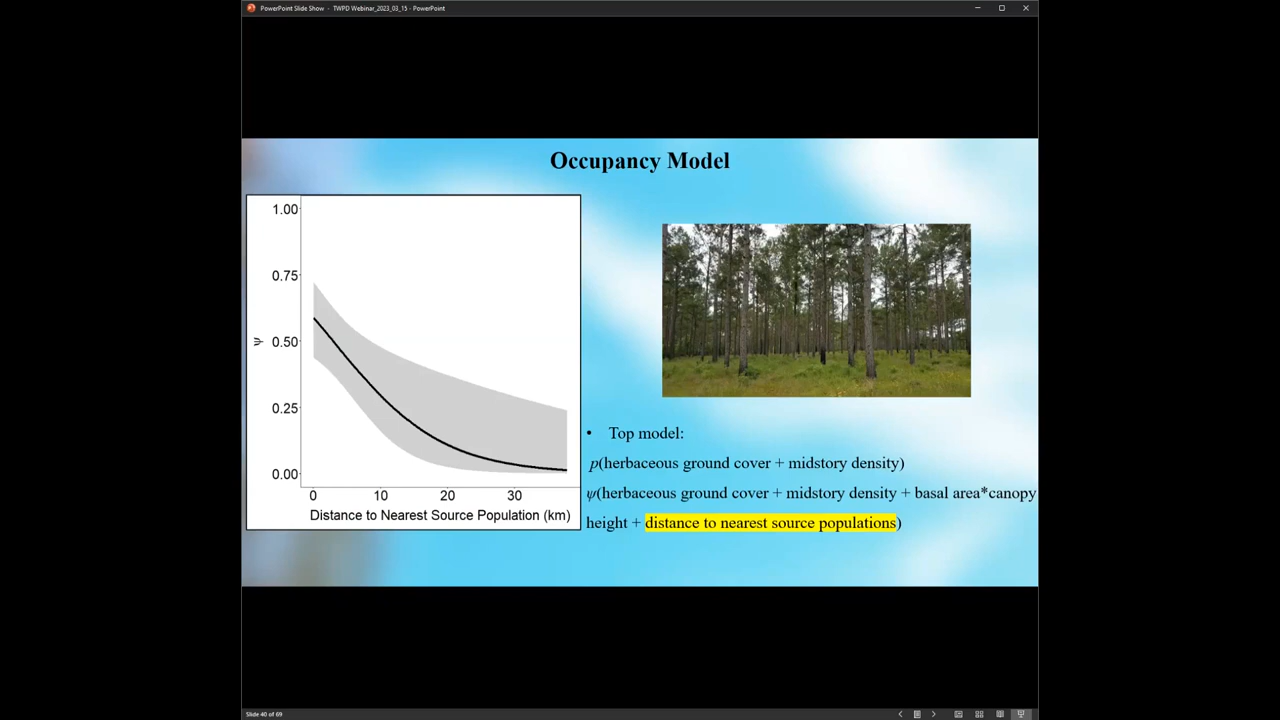 PowerPoint Slide Show - TWPD Webinar_2023_03_15 - PowerPoint
Occupancy Model
1.00
0.75
0.50
0.25
0.00
ψ
0 10 20 30
Distance to Nearest Source Population (km)
• Top model:
p(herbaceous ground cover + midstory density)
ψ(herbaceous ground cover + midstory density + basal area*canopy
height + distance to nearest source populations)
Slide 40 of 69